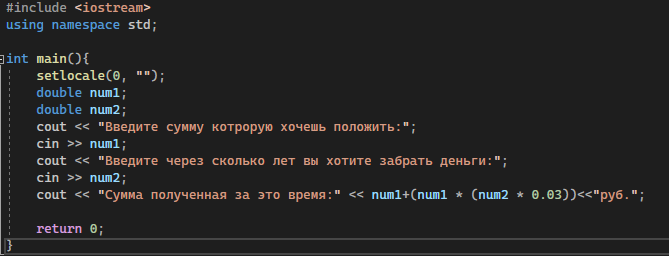 #include <iostream>
using namespace std;
int main(){
setlocale(0, "");
double num1;
double num2;
cout << "Введите сумму котрорую хочешь положить:";
cin >> num1;
cout << "Введите через сколько лет вы хотите забрать деньги:";
cin >> num2;
cout << "Сумма полученная за это время:" << num1+(num1 * (num2 * 0.03))<<"руб.";
return 0;
}